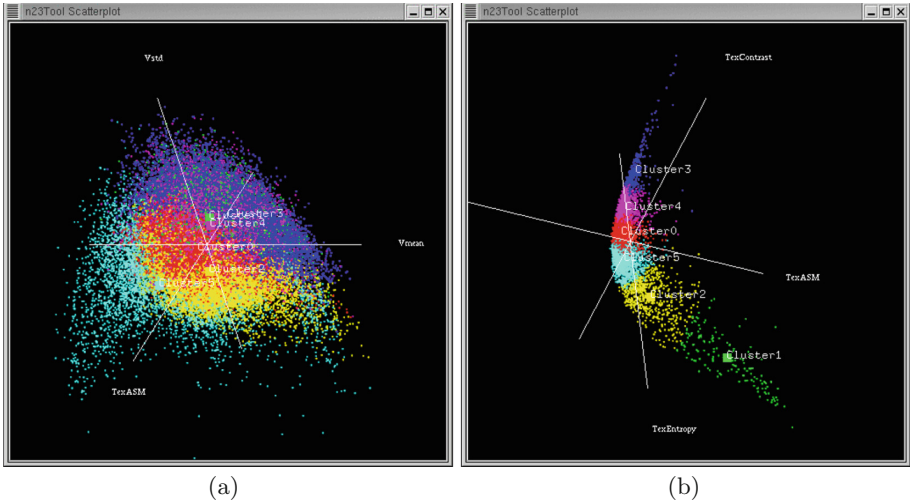 n23Tool Scatterplot
Vstd
Cluster3
Cluster4
Cluster0
Vmean
Cluster2
TexASM
(a)
n23Tool Scatterplot
TexContrast
Cluster3
Cluster4
Cluster0
Cluster5
TexASM
Cluster2
Cluster1
TexEntropy
(b)